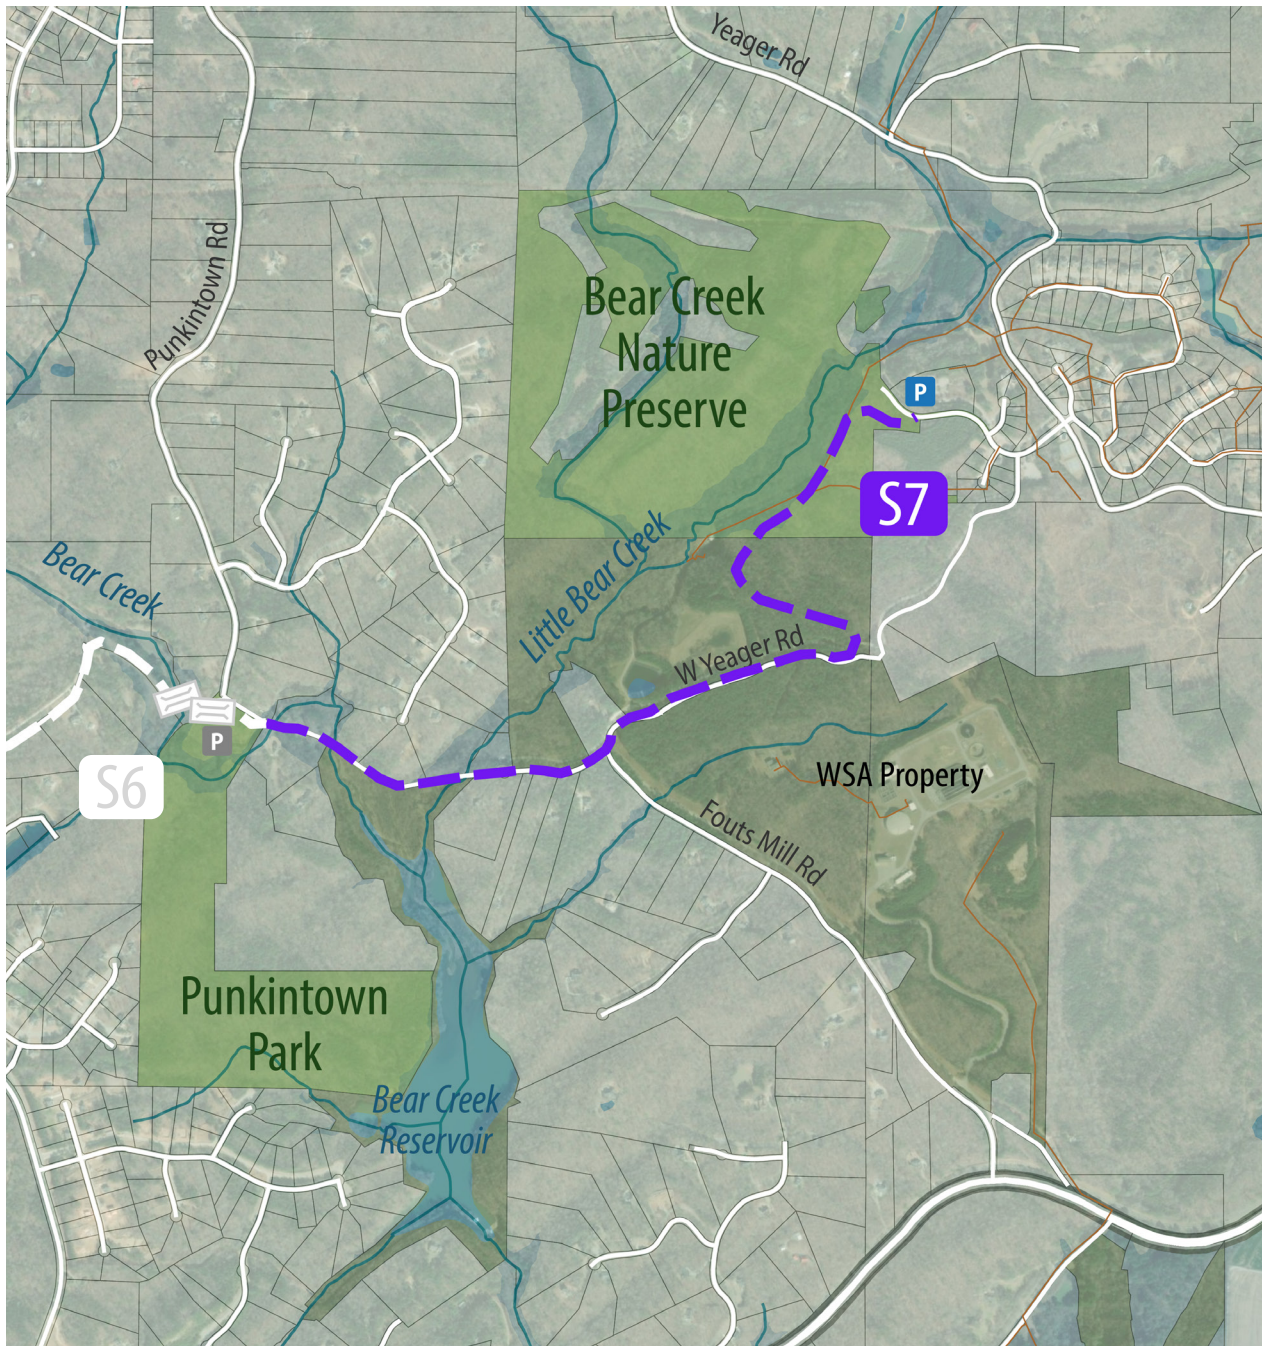 Yeager Rd
Punkintown Rd
Bear Creek
Nature
Preserve
P
S7
Bear Creek
Little Bear Creek
W Yeager Rd
P
S6
WSA Property
Fouts Mill Rd
Punkintown
Park
Bear Creek
Reservoir